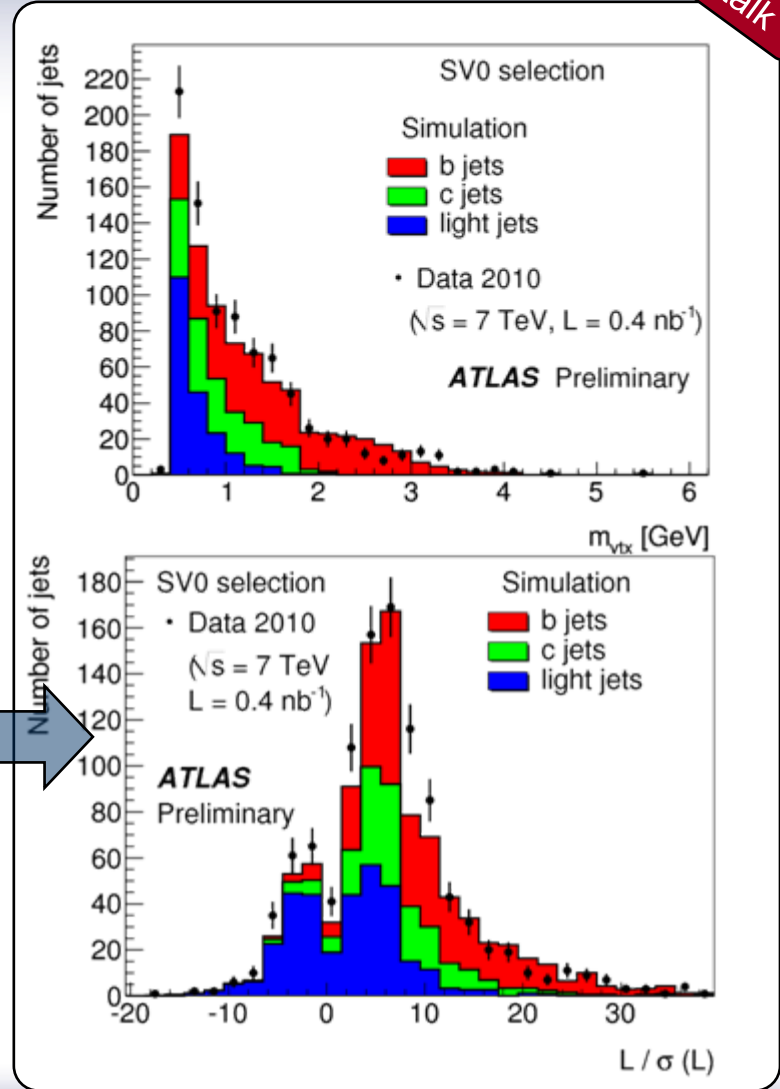 talk
Number of jets
220
200
180
160
140
120
100
80
60
40
20
0
SV0 selection
Simulation
b jets
c jets
light jets
• Data 2010
(√s = 7 TeV, L = 0.4 nb⁻¹)
ATLAS Preliminary
0 1 2 3 4 5 6
m_vtx [GeV]
Number of jets
180
160
140
120
100
80
60
40
20
0
SV0 selection
• Data 2010
(√s = 7 TeV
L = 0.4 nb⁻¹)
ATLAS
Preliminary
Simulation
b jets
c jets
light jets
-20 -10 0 10 20 30
L / σ (L)